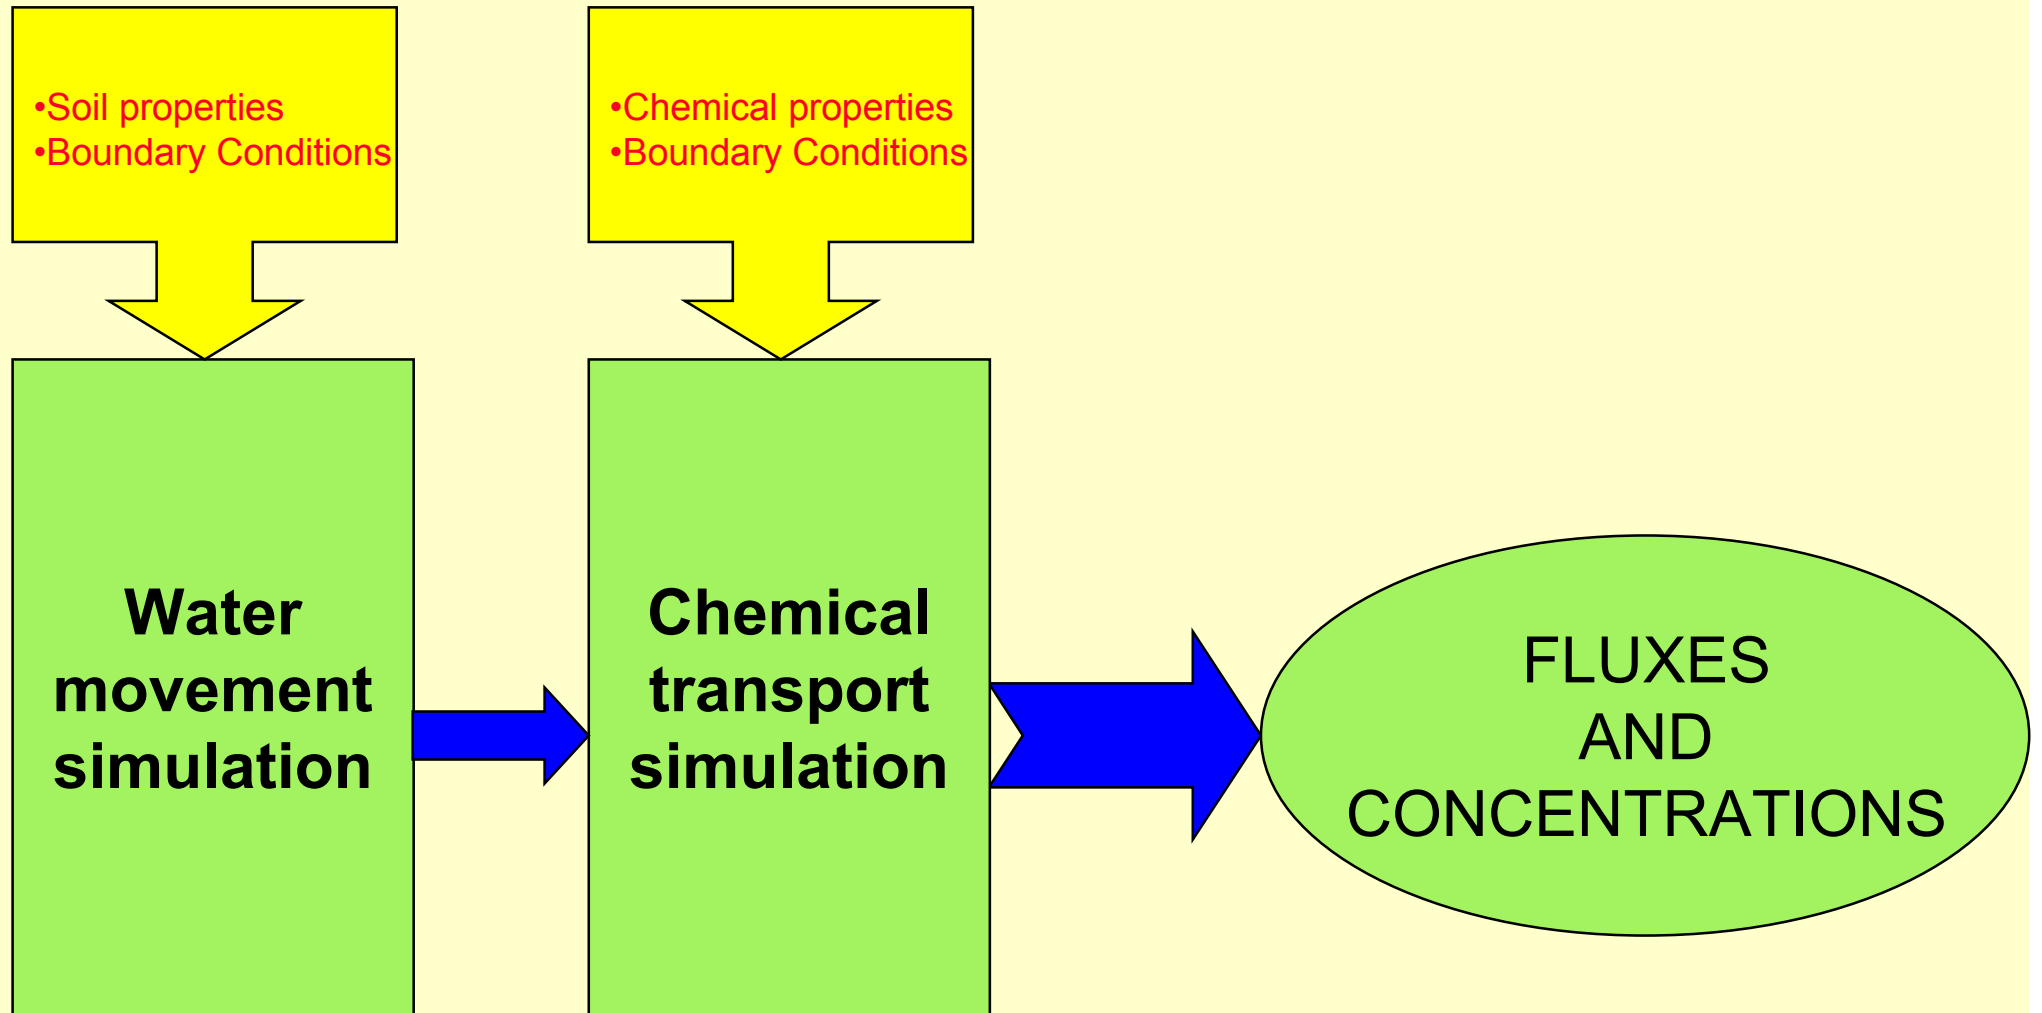 •Soil properties
•Boundary Conditions
•Chemical properties
•Boundary Conditions
Water
movement
simulation
Chemical
transport
simulation
FLUXES
AND
CONCENTRATIONS